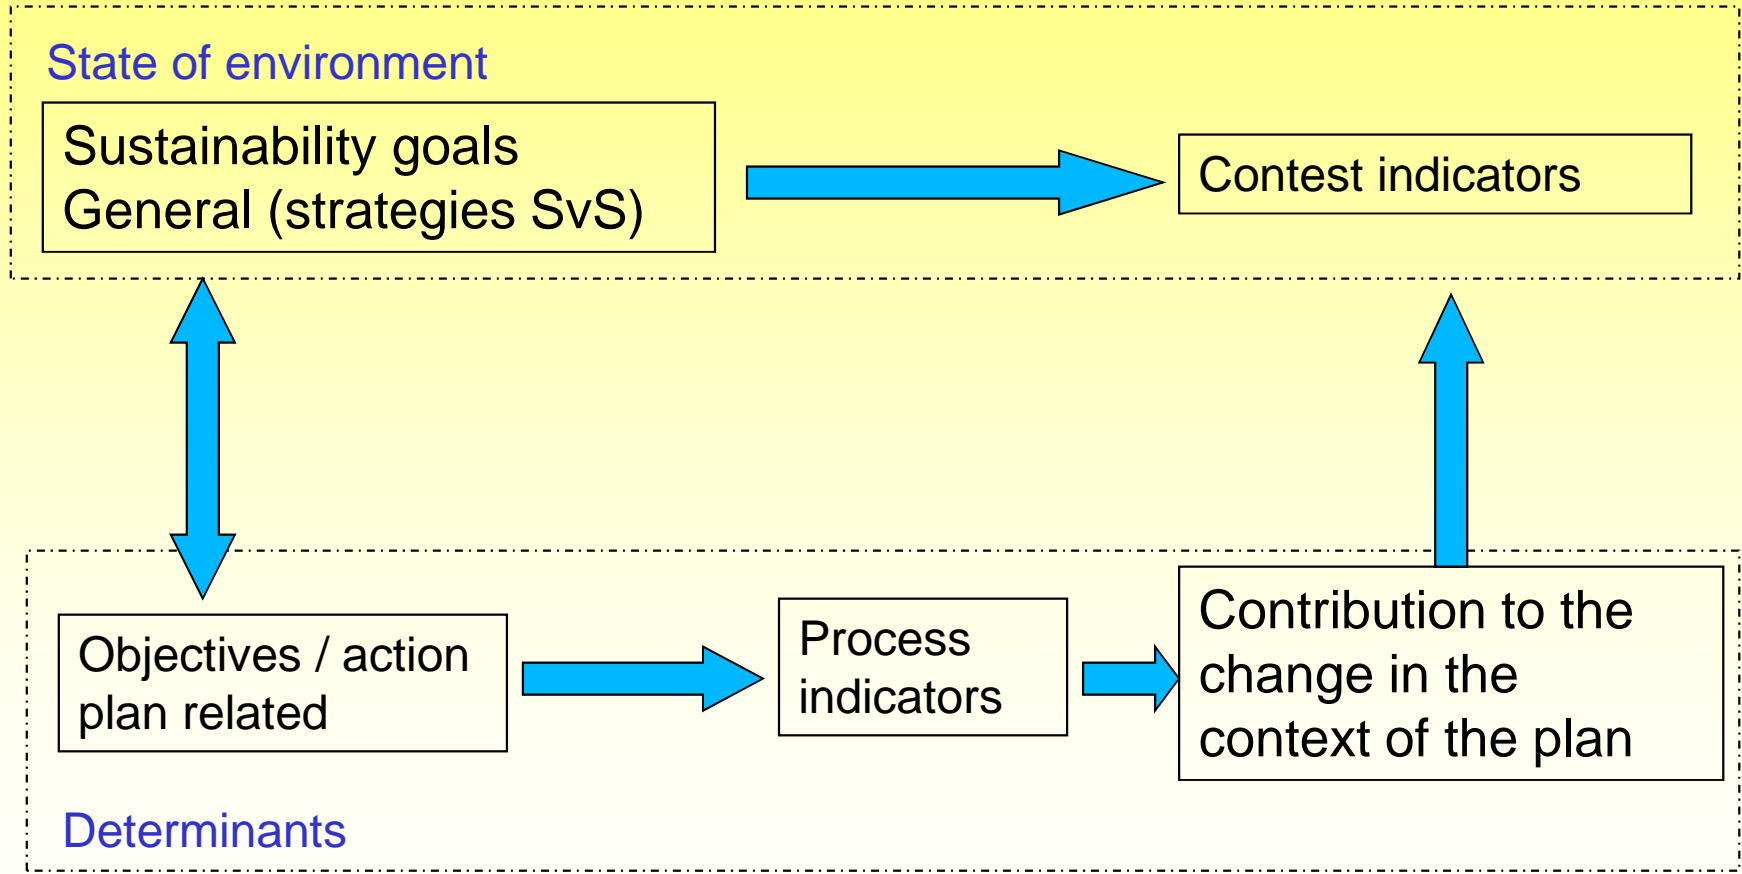 State of environment
Sustainability goals
General (strategies SvS)
Contest indicators
Objectives / action
plan related
Process
indicators
Contribution to the
change in the
context of the plan
Determinants